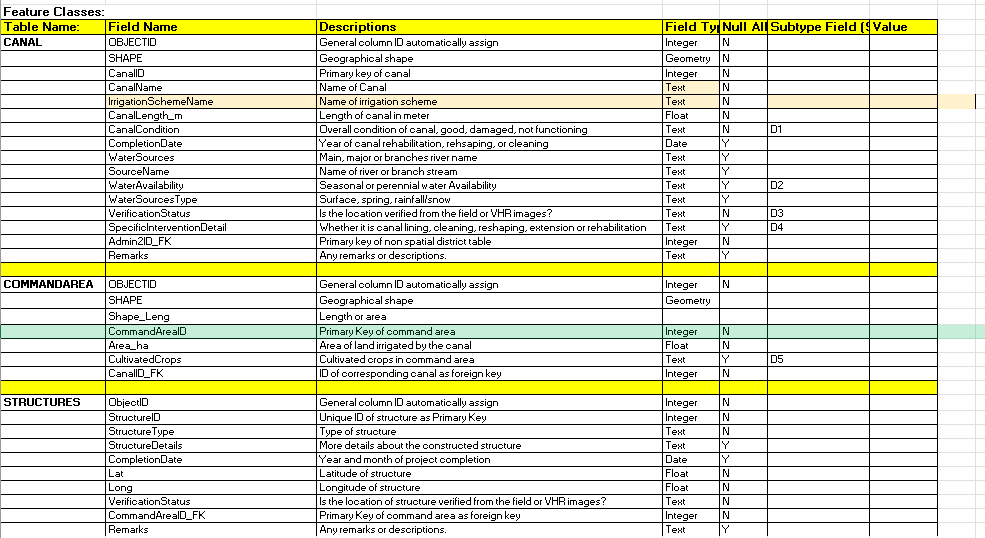 Feature Classes:
Table Name: Field Name Descriptions Field Typ Null All Subtype Field (S Value
CANAL OBJECTID General column ID automatically assign Integer N
SHAPE Geographical shape Geometry N
CanalID Primary key of canal Integer N
CanalName Name of Canal Text N
IrrigationSchemeName Name of irrigation scheme Text N
CanalLength_m Length of canal in meter Float N
CanalCondition Overall condition of canal, good, damaged, not functioning Text N D1
CompletionDate Year of canal rehabilitation, rehsaping, or cleaning Date Y
WaterSources Main, major or branches river name Text Y
SourceName Name of river or branch stream Text Y
WaterAvailability Seasonal or perennial water Availability Text Y D2
WaterSourcesType Surface, spring, rainfall/snow Text Y
VerificationStatus Is the location verified from the field or VHR images? Text N D3
SpecificInterventionDetail Whether it is canal lining, cleaning, reshaping, extension or rehabilitation Text Y D4
Admin2ID_FK Primary key of non spatial district table Integer N
Remarks Any remarks or descriptions. Text Y
COMMANDAREA OBJECTID General column ID automatically assign Integer N
SHAPE Geographical shape Geometry
Shape_Leng Length or area
CommandAreaID Primary Key of command area Integer N
Area_ha Area of land irrigated by the canal Float N
CultivatedCrops Cultivated crops in command area Text Y D5
CanalID_FK ID of corresponding canal as foreign key Integer N
STRUCTURES ObjectID General column ID automatically assign Integer N
StructureID Unique ID of structure as Primary Key Integer N
StructureType Type of structure Text N
StructureDetails More details about the constructed structure Text Y
CompletionDate Year and month of project completion Date Y
Lat Latitude of structure Float N
Long Longitude of structure Float N
VerificationStatus Is the location of structure verified from the field or VHR images? Text N
CommandAreaID_FK Primary Key of command area as foreign key Integer N
Remarks Any remarks or descriptions. Text Y